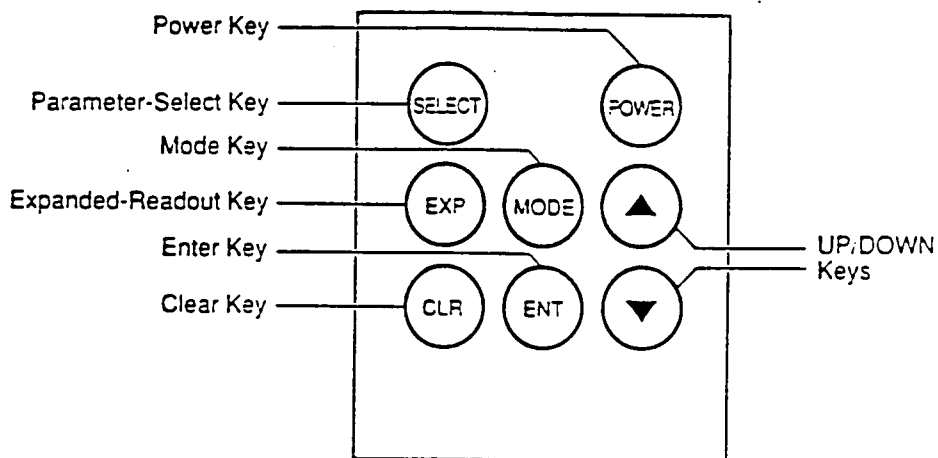 Power Key
Parameter-Select Key
SELECT
POWER
Mode Key
Expanded-Readout Key
EXP
MODE
Enter Key
UP/DOWN
Keys
Clear Key
CLR
ENT